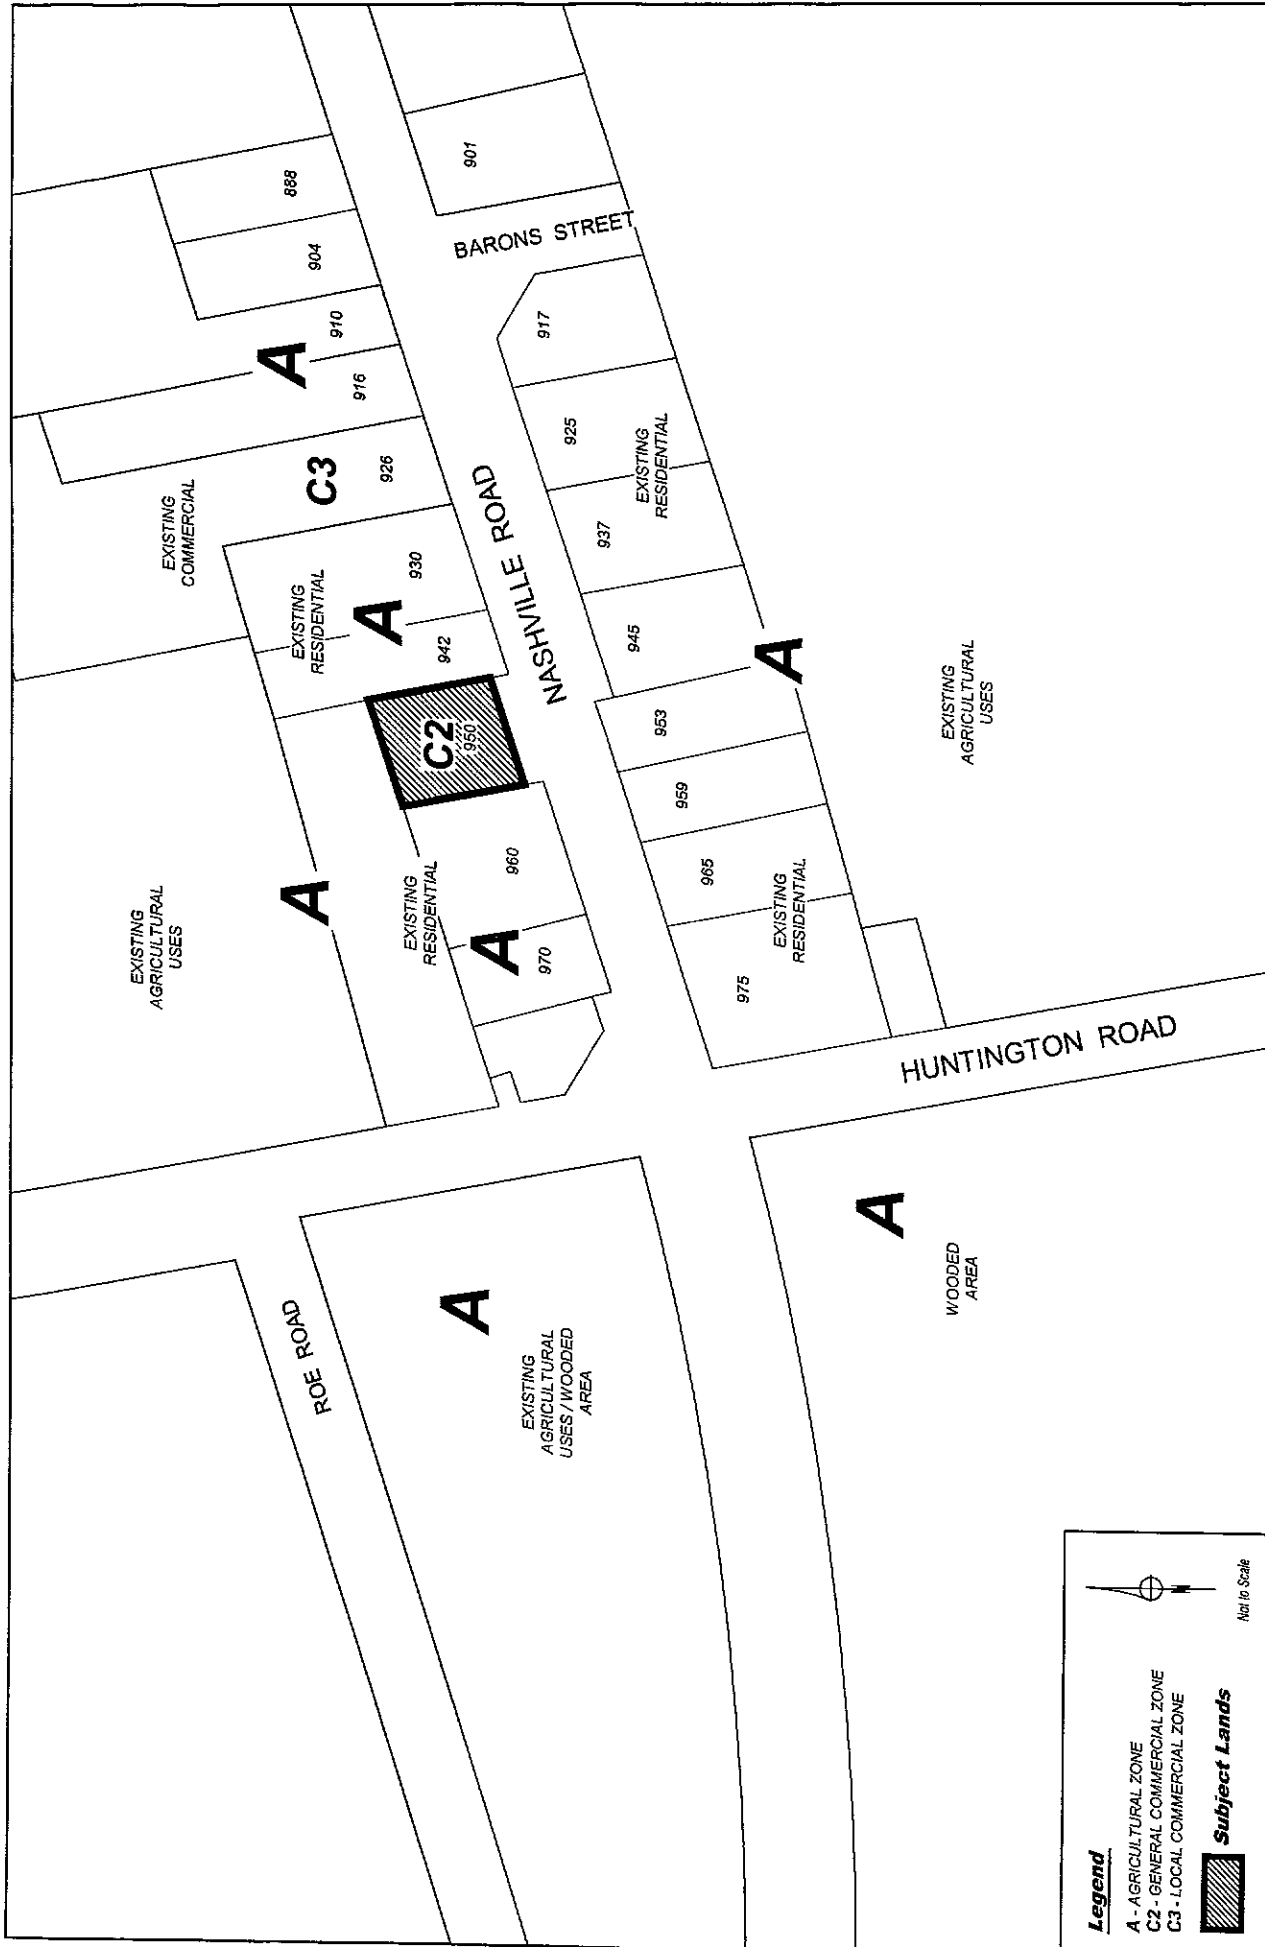 EXISTING
AGRICULTURAL
USES
ROE ROAD
EXISTING
AGRICULTURAL
USES / WOODED
AREA
WOODED
AREA
HUNTINGTON ROAD
A
A
A
A
EXISTING
RESIDENTIAL
970
960
C2
950
942
A
EXISTING
RESIDENTIAL
930
EXISTING
COMMERCIAL
C3
926
916
A
910
904
888
NASHVILLE ROAD
BARONS STREET
901
917
925
EXISTING
RESIDENTIAL
937
945
953
959
965
EXISTING
RESIDENTIAL
975
A
EXISTING
AGRICULTURAL
USES
Legend
A - AGRICULTURAL ZONE
C2 - GENERAL COMMERCIAL ZONE
C3 - LOCAL COMMERCIAL ZONE
Subject Lands
N
Not to Scale